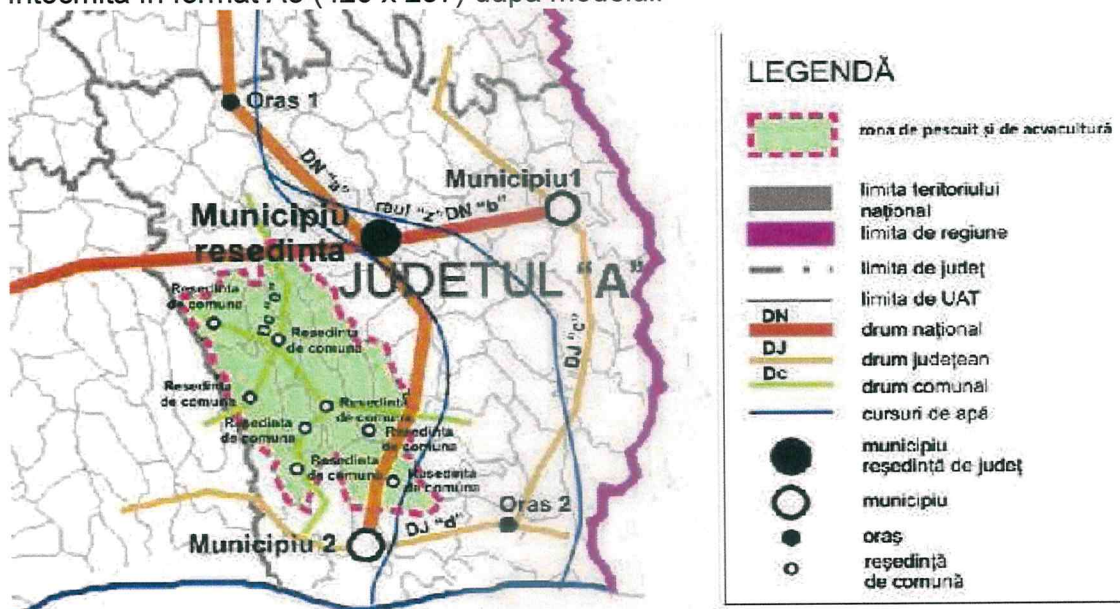 întocmită în format A3 (420 x 297) după modelul:
Oras 1
DN "a"
Municipiu1
raul "z"
DN "b"
Municipiu
resedinta
JUDETUL "A"
Resedinta
de comuna
Dc "e"
Resedinta
de comuna
DJ "c"
Resedinta
de comuna
Resedinta
de comuna
Resedinta
de comuna
Resedinta
de comuna
Resedinta
de comuna
Resedinta
de comuna
Oras 2
DJ "d"
Municipiu 2
LEGENDĂ
zona de pescuit și de acvacultură
limita teritoriului
național
limita de regiune
limita de județ
limita de UAT
DN
drum național
DJ
drum județean
Dc
drum comunal
cursuri de apă
municipiu
reședință de județ
municipiu
oraș
reședință
de comună